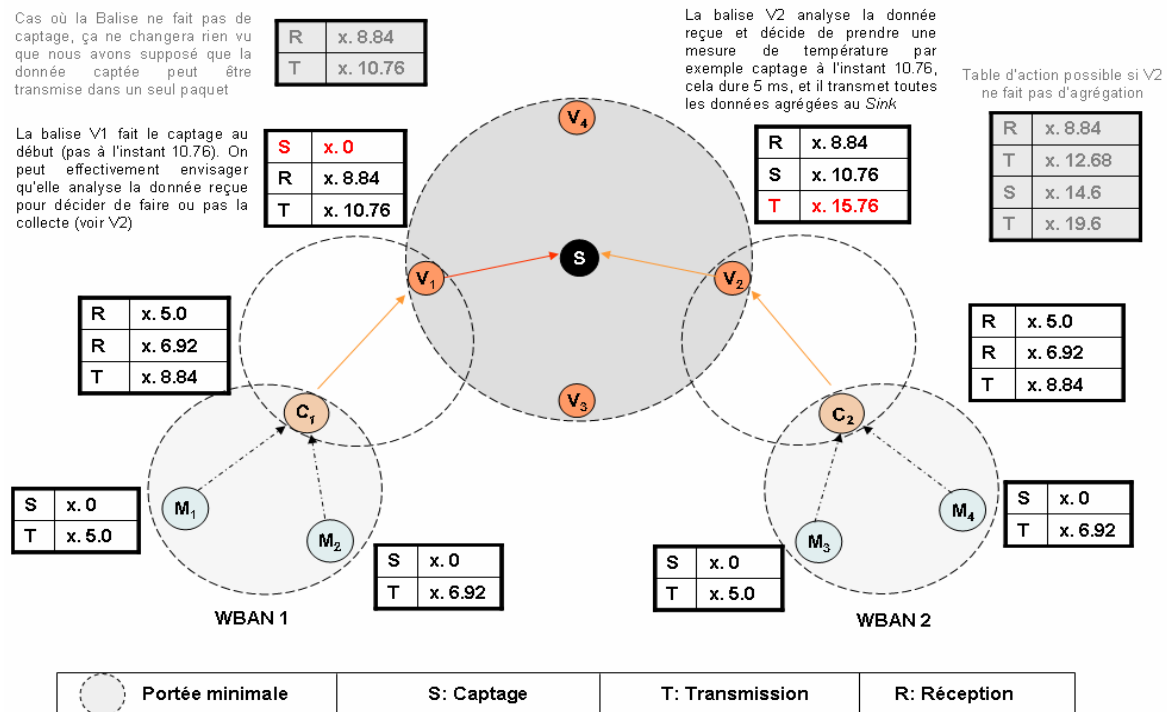 Cas où la Balise ne fait pas de
captage, ça ne changera rien vu
que nous avons supposé que la
donnée captée peut être
transmise dans un seul paquet
R x. 8.84
T x. 10.76
La balise V2 analyse la donnée
reçue et décide de prendre une
mesure de température par
exemple captage à l'instant 10.76,
cela dure 5 ms, et il transmet toutes
les données agrégées au Sink
Table d'action possible si V2
ne fait pas d'agrégation
R x. 8.84
T x. 12.68
S x. 14.6
T x. 19.6
La balise V1 fait le captage au
début (pas à l'instant 10.76). On
peut effectivement envisager
qu'elle analyse la donnée reçue
pour décider de faire ou pas la
collecte (voir V2)
S x. 0
R x. 8.84
T x. 10.76
V4
R x. 8.84
S x. 10.76
T x. 15.76
S
V1
V2
V3
R x. 5.0
R x. 6.92
T x. 8.84
R x. 5.0
R x. 6.92
T x. 8.84
C1
C2
S x. 0
T x. 5.0
M1
M2
S x. 0
T x. 6.92
S x. 0
T x. 5.0
M3
M4
S x. 0
T x. 6.92
WBAN 1
WBAN 2
Portée minimale
S: Captage
T: Transmission
R: Réception